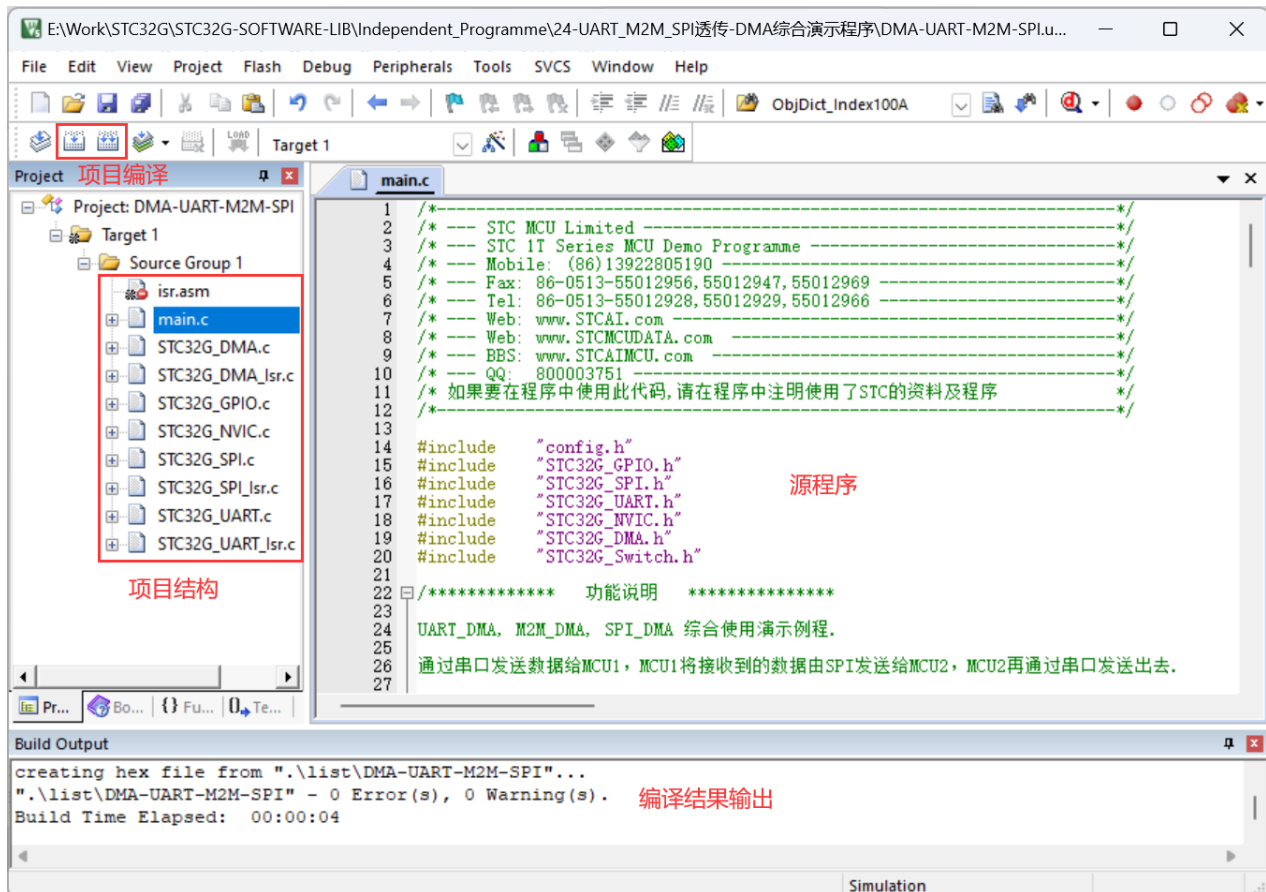 E:\Work\STC32G\STC32G-SOFTWARE-LIB\Independent_Programme\24-UART_M2M_SPI透传-DMA综合演示程序\DMA-UART-M2M-SPI.u...
File Edit View Project Flash Debug Peripherals Tools SVCS Window Help
ObjDict_Index100A
LOAD
Target 1
Project 项目编译
main.c
Project: DMA-UART-M2M-SPI
Target 1
Source Group 1
isr.asm
main.c
STC32G_DMA.c
STC32G_DMA_Isr.c
STC32G_GPIO.c
STC32G_NVIC.c
STC32G_SPI.c
STC32G_SPI_Isr.c
STC32G_UART.c
STC32G_UART_Isr.c
项目结构
Pr... Bo... {} Fu... 0 Te...
1 /*---------------------------------------------------------------------*/
2 /* --- STC MCU Limited ------------------------------------------------*/
3 /* --- STC 1T Series MCU Demo Programme -------------------------------*/
4 /* --- Mobile: (86)13922805190 ----------------------------------------*/
5 /* --- Fax: 86-0513-55012956,55012947,55012969 ------------------------*/
6 /* --- Tel: 86-0513-55012928,55012929,55012966 ------------------------*/
7 /* --- Web: www.STCAI.com ---------------------------------------------*/
8 /* --- Web: www.STCMCUDATA.com ---------------------------------------*/
9 /* --- BBS: www.STCAIMCU.com -----------------------------------------*/
10 /* --- QQ: 800003751 -------------------------------------------------*/
11 /* 如果要在程序中使用此代码,请在程序中注明使用了STC的资料及程序 */
12 /*---------------------------------------------------------------------*/
13
14 #include "config.h"
15 #include "STC32G_GPIO.h"
16 #include "STC32G_SPI.h"
17 #include "STC32G_UART.h"
18 #include "STC32G_NVIC.h"
19 #include "STC32G_DMA.h"
20 #include "STC32G_Switch.h"
源程序
21
22 /************* 功能说明 ***************
23
24 UART_DMA, M2M_DMA, SPI_DMA 综合使用演示例程.
25
26 通过串口发送数据给MCU1，MCU1将接收到的数据由SPI发送给MCU2，MCU2再通过串口发送出去.
27
Build Output
creating hex file from ".\list\DMA-UART-M2M-SPI"...
".\list\DMA-UART-M2M-SPI" - 0 Error(s), 0 Warning(s).
Build Time Elapsed: 00:00:04
编译结果输出
Simulation